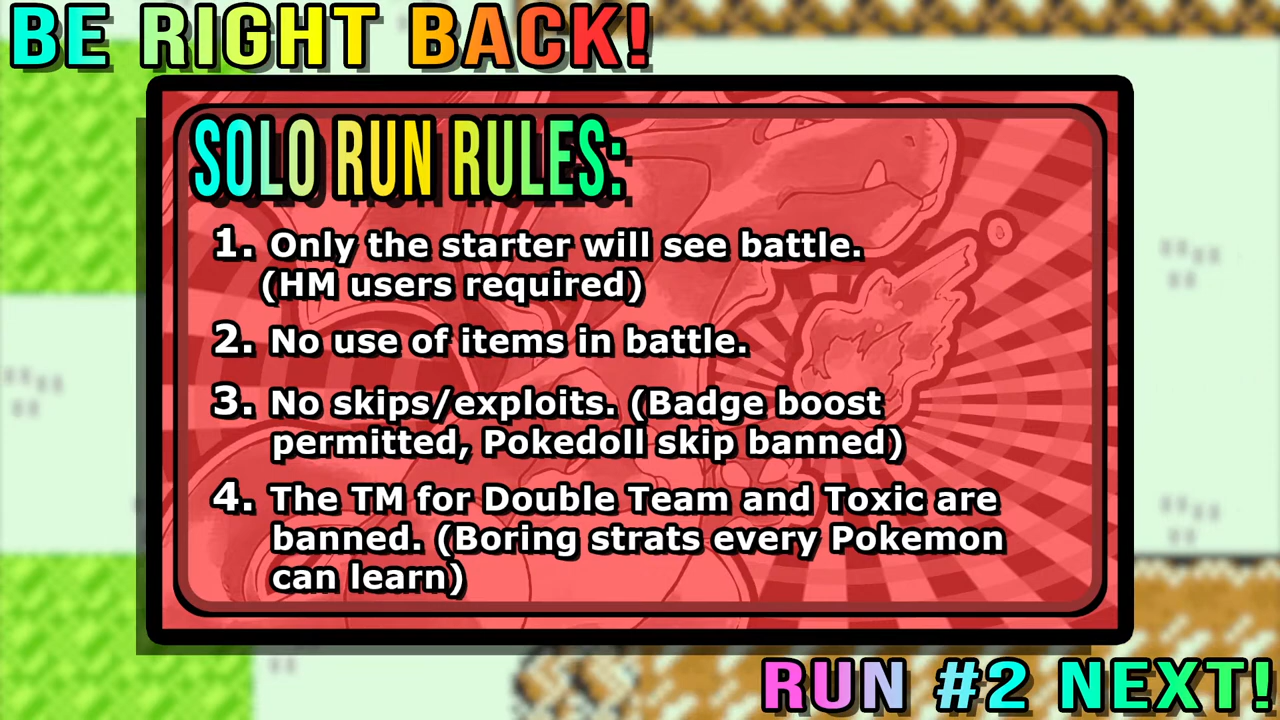 BE RIGHT BACK!
SOLO RUN RULES:
1. Only the starter will see battle.
(HM users required)
2. No use of items in battle.
3. No skips/exploits. (Badge boost
permitted, Pokedoll skip banned)
4. The TM for Double Team and Toxic are
banned. (Boring strats every Pokemon
can learn)
RUN #2 NEXT!